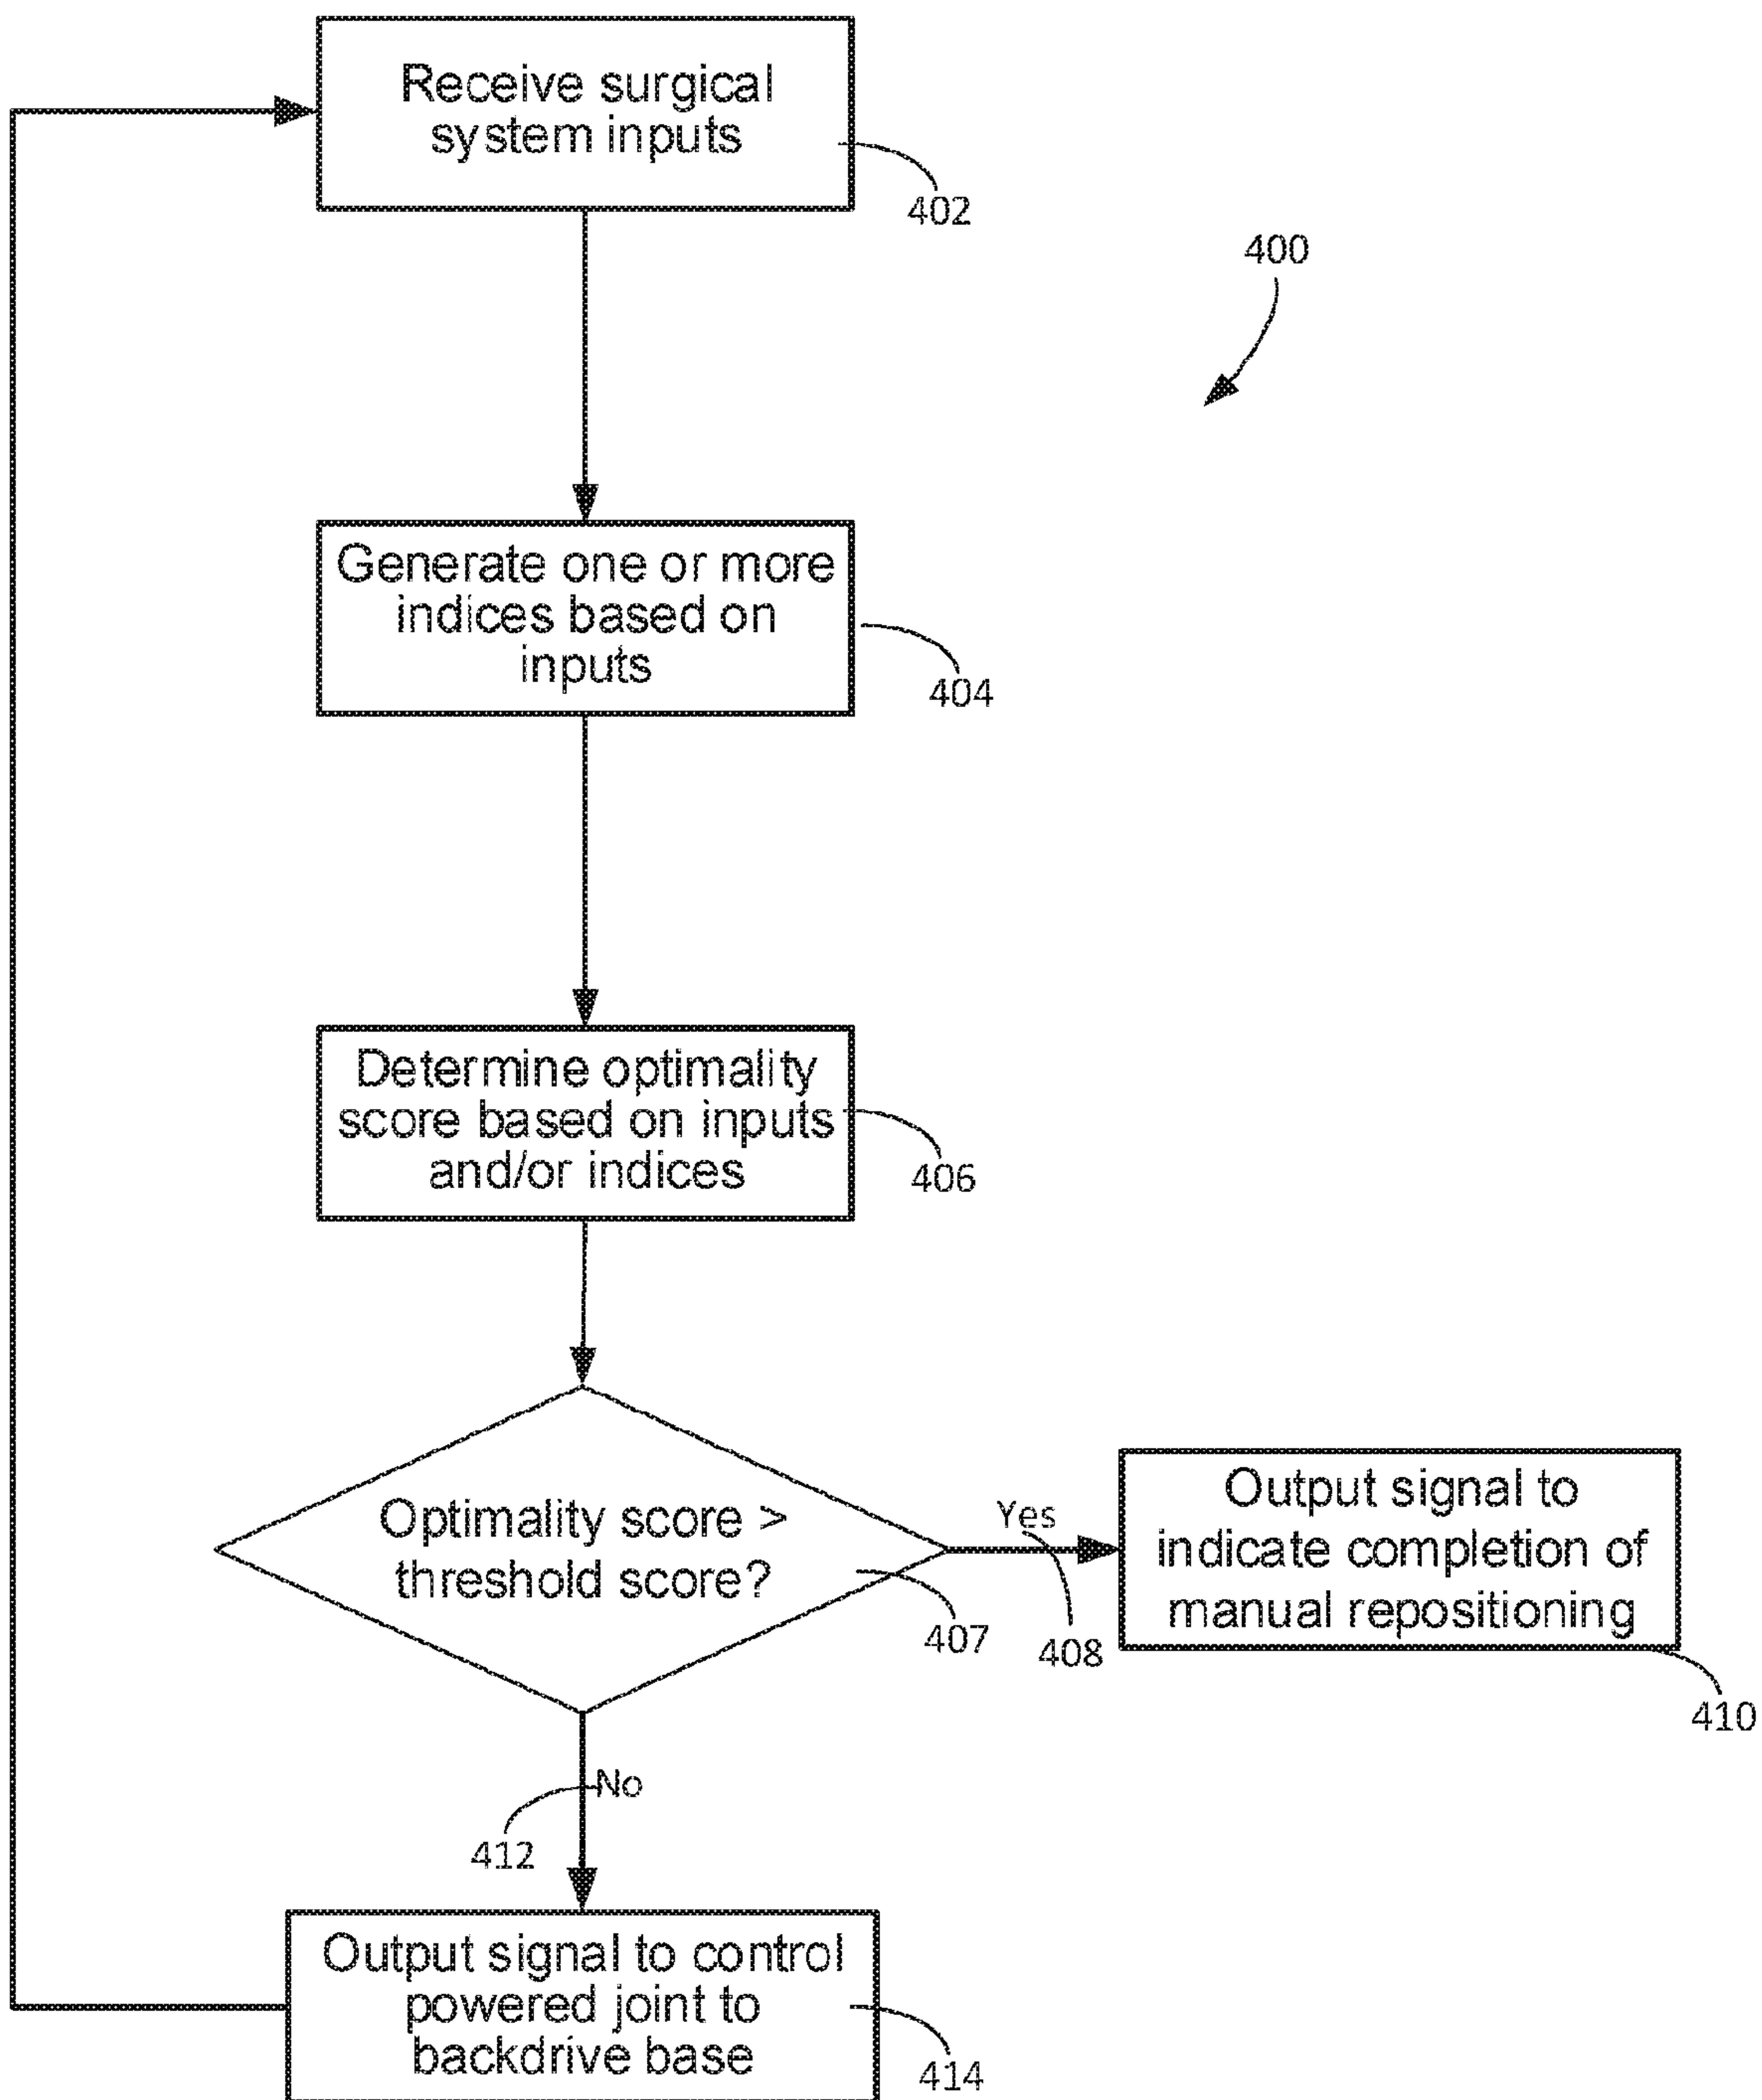 Receive surgical
system inputs
402
400
Generate one or more
indices based on
inputs
404
Determine optimality
score based on inputs
and/or indices
406
Optimality score >
threshold score?
407
Yes
408
Output signal to
indicate completion of
manual repositioning
410
No
412
Output signal to control
powered joint to
backdrive base
414